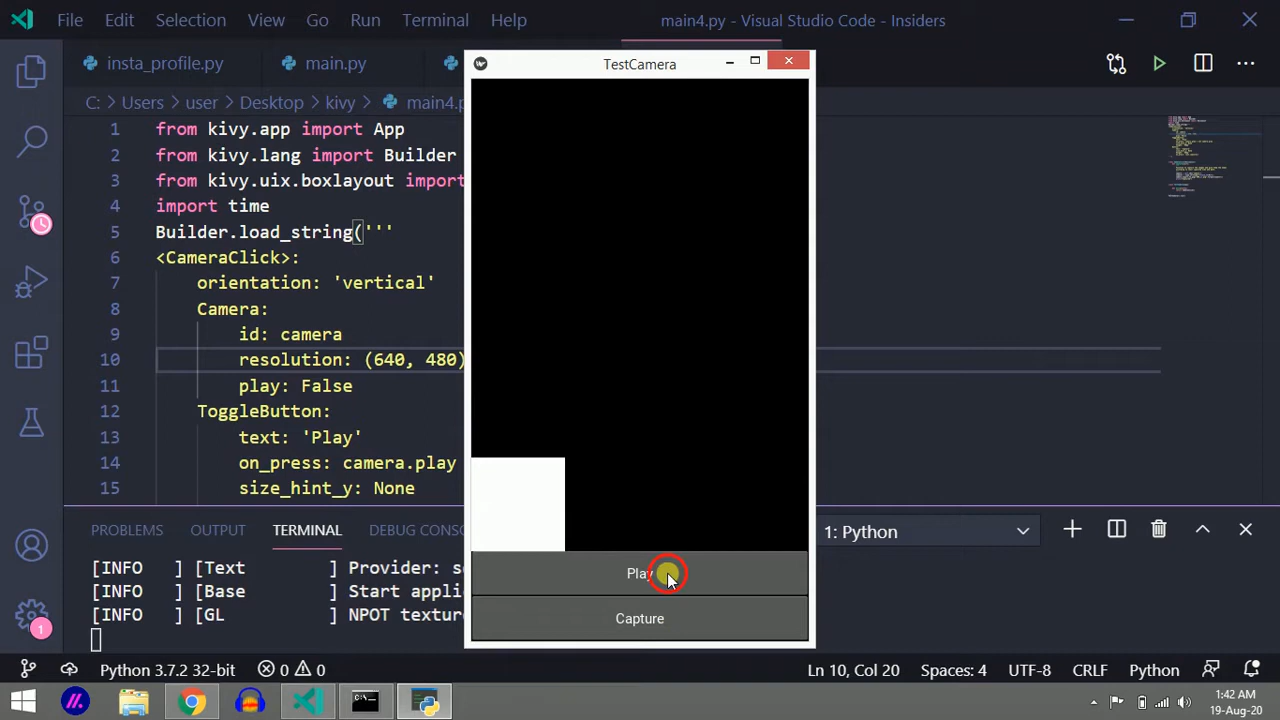 File Edit Selection View Go Run Terminal Help main4.py - Visual Studio Code - Insiders
insta_profile.py main.py
TestCamera
C: Users user Desktop kivy
1 from kivy.app import App
2 from kivy.lang import Builder
3 from kivy.uix.boxlayout import
4 import time
5 Builder.load_string('''
6 <CameraClick>:
7 orientation: 'vertical'
8 Camera:
9 id: camera
10 resolution: (640, 480)
11 play: False
12 ToggleButton:
13 text: 'Play'
14 on_press: camera.play
15 size_hint_y: None
Play
Capture
PROBLEMS OUTPUT TERMINAL DEBUG 1: Python
[INFO ] [Text ] Provider:
[INFO ] [Base ] Start
[INFO ] [GL ] NPOT
Python 3.7.2 32-bit 0 0 Ln 10, Col 20 Spaces: 4 UTF-8 CRLF Python
1
1:42 AM
19-Aug-20